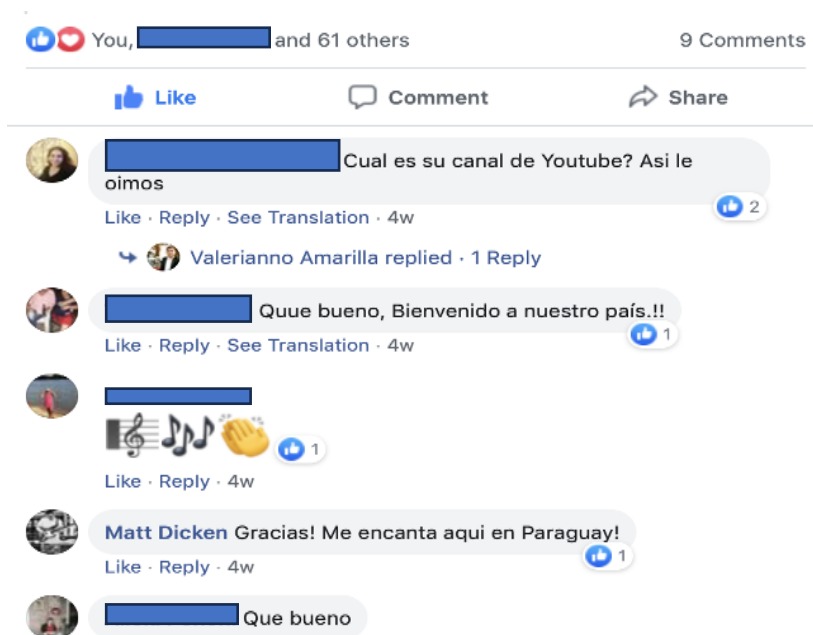 You, and 61 others 9 Comments
Like Comment Share
Cual es su canal de Youtube? Asi le
oimos
2
Like · Reply · See Translation · 4w
Valerianno Amarilla replied · 1 Reply
Quue bueno, Bienvenido a nuestro país.!!
1
Like · Reply · See Translation · 4w
1
Like · Reply · 4w
Matt Dicken Gracias! Me encanta aqui en Paraguay!
1
Like · Reply · 4w
Que bueno